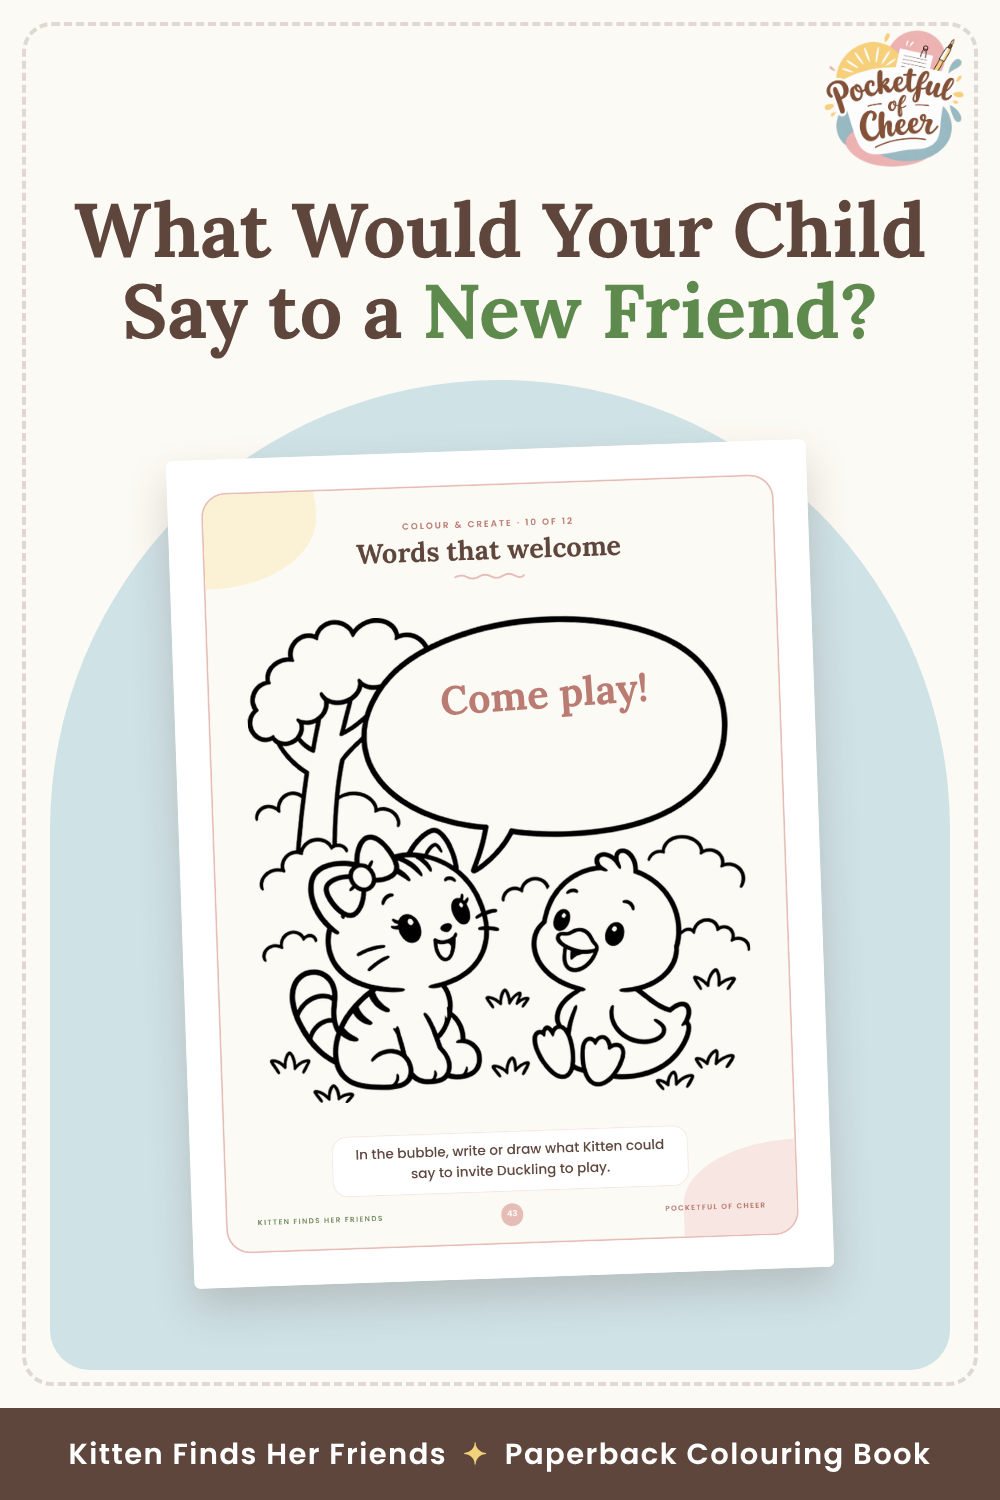 Pocketful
of
Cheer
What Would Your Child
Say to a New Friend?
COLOUR & CREATE · 10 OF 12
Words that welcome
Come play!
In the bubble, write or draw what Kitten could
say to invite Duckling to play.
KITTEN FINDS HER FRIENDS
43
POCKETFUL OF CHEER
Kitten Finds Her Friends ✦ Paperback Colouring Book